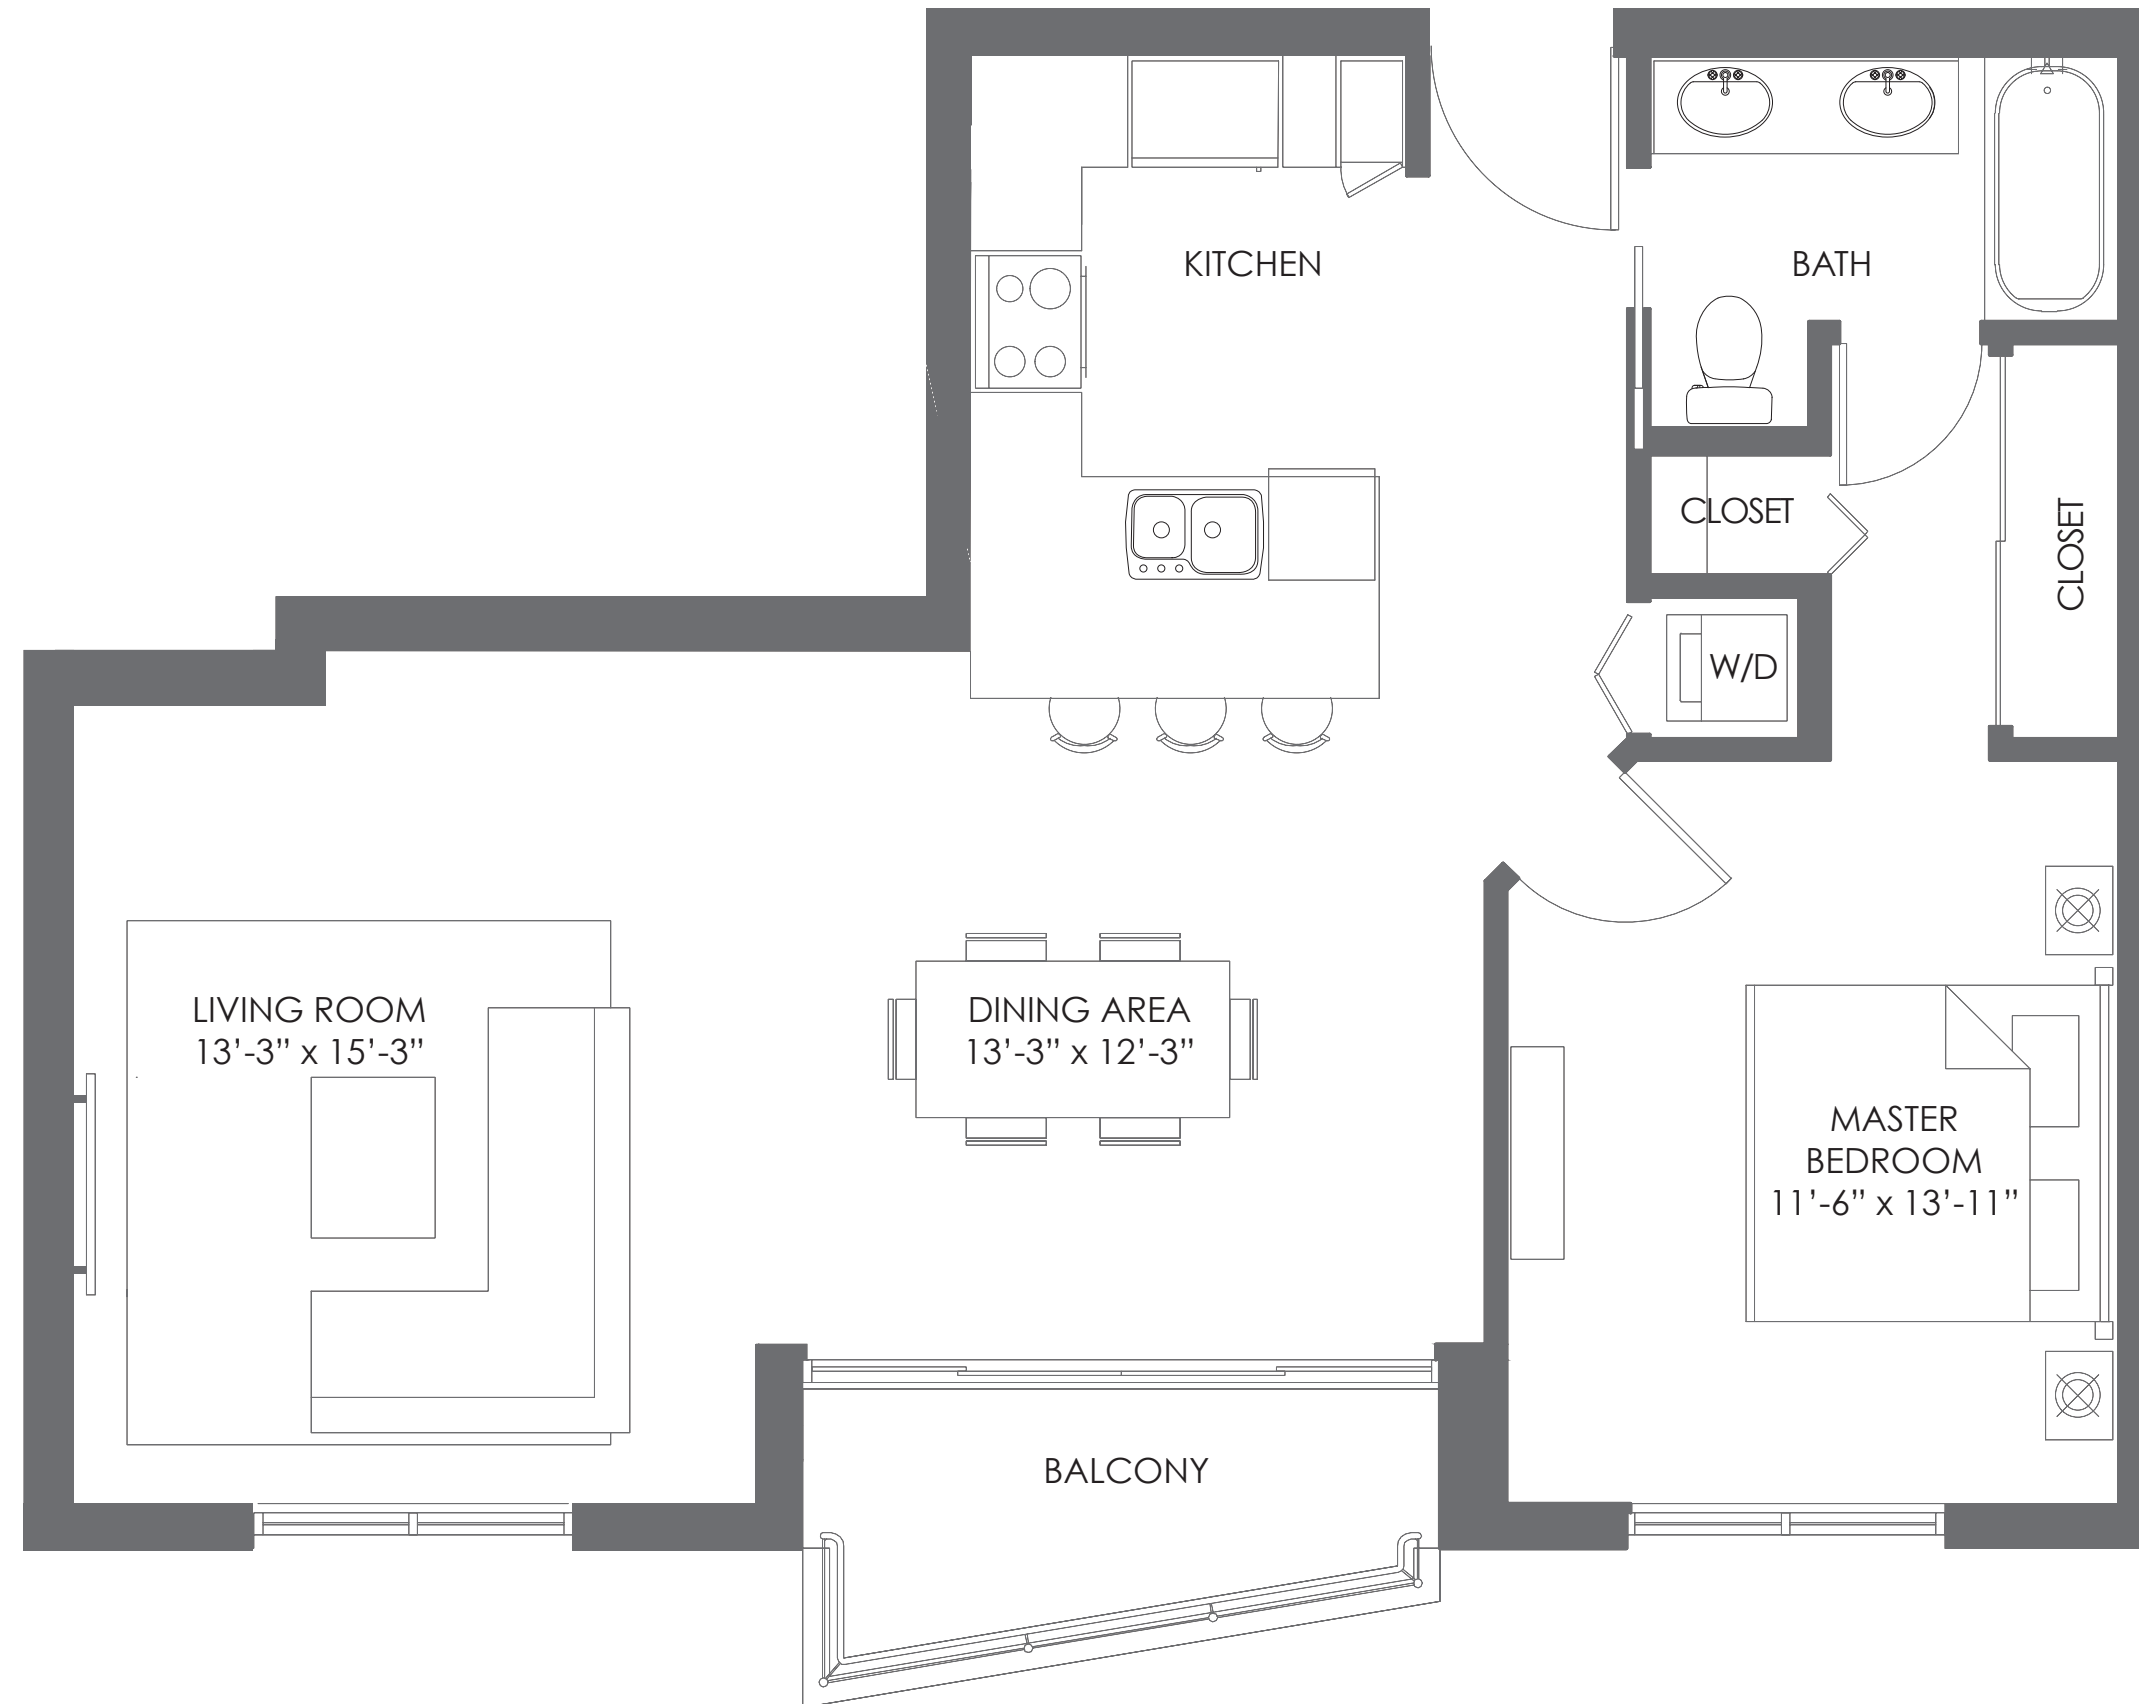 KITCHEN
BATH
CLOSET
CLOSET
W/D
LIVING ROOM
13’-3” x 15’-3”
DINING AREA
13’-3” x 12’-3”
MASTER
BEDROOM
11’-6” x 13’-11”
BALCONY